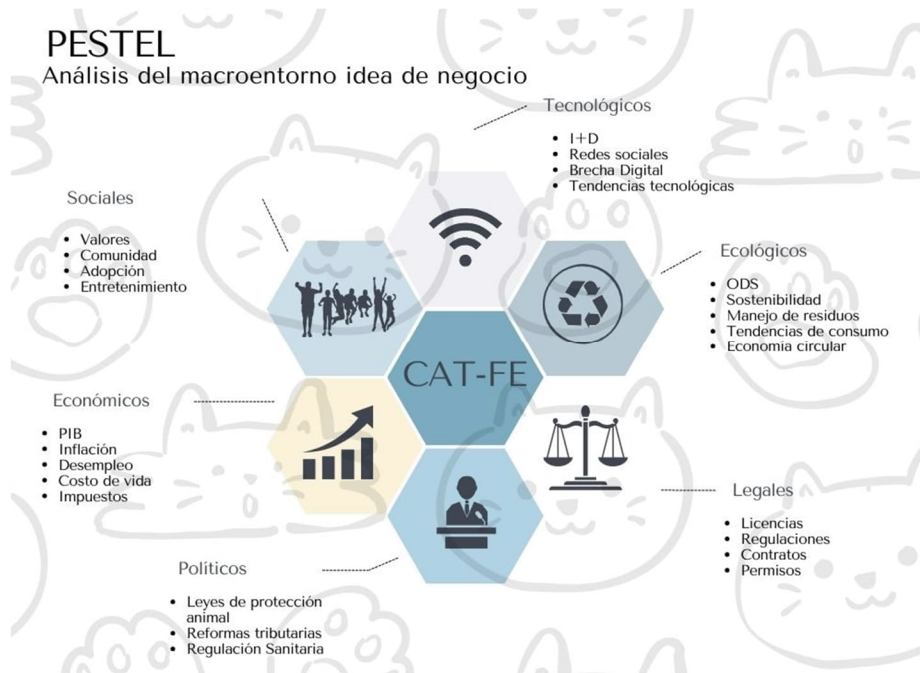 PESTEL
Análisis del macroentorno idea de negocio
Tecnológicos
• I+D
• Redes sociales
• Brecha Digital
• Tendencias tecnológicas
Sociales
• Valores
• Comunidad
• Adopción
• Entretenimiento
Ecológicos
• ODS
• Sostenibilidad
• Manejo de residuos
• Tendencias de consumo
• Economia circular
CAT-FE
Económicos
• PIB
• Inflación
• Desempleo
• Costo de vida
• Impuestos
Legales
• Licencias
• Regulaciones
• Contratos
• Permisos
Políticos
• Leyes de protección
animal
• Reformas tributarias
• Regulación Sanitaria